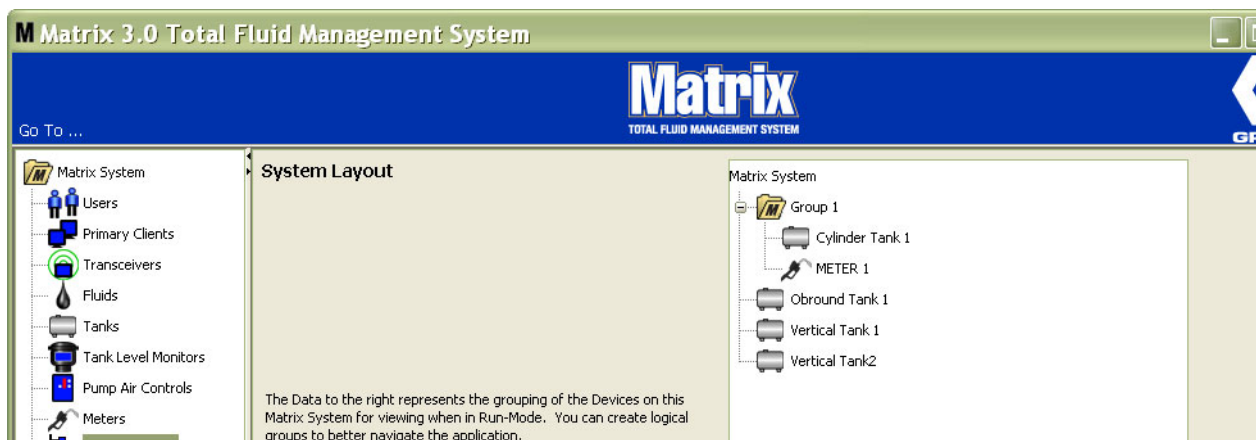 M Matrix 3.0 Total Fluid Management System
Matrix
TOTAL FLUID MANAGEMENT SYSTEM
Go To ...
Matrix System
Users
Primary Clients
Transceivers
Fluids
Tanks
Tank Level Monitors
Pump Air Controls
Meters
System Layout
The Data to the right represents the grouping of the Devices on this
Matrix System for viewing when in Run-Mode. You can create logical
groups to better navigate the application.
Matrix System
Group 1
Cylinder Tank 1
METER 1
Obround Tank 1
Vertical Tank 1
Vertical Tank2